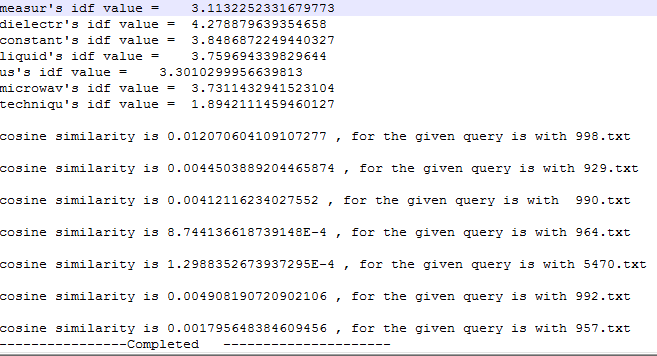 measur's idf value =    3.1132252331679773
dielectr's idf value = 4.278879639354658
constant's idf value = 3.8486872249440327
liquid's idf value =    3.759694339829644
us's idf value =    3.3010299956639813
microwav's idf value = 3.7311432941523104
techniqu's idf value = 1.8942111459460127
cosine similarity is 0.012070604109107277 , for the given query is with 998.txt
cosine similarity is 0.0044503889204465874 , for the given query is with 929.txt
cosine similarity is 0.00412116234027552 , for the given query is with  990.txt
cosine similarity is 8.744136618739148E-4 , for the given query is with 964.txt
cosine similarity is 1.2988352673937295E-4 , for the given query is with 5470.txt
cosine similarity is 0.004908190720902106 , for the given query is with 992.txt
cosine similarity is 0.001795648384609456 , for the given query is with 957.txt
----------------Completed   ---------------------